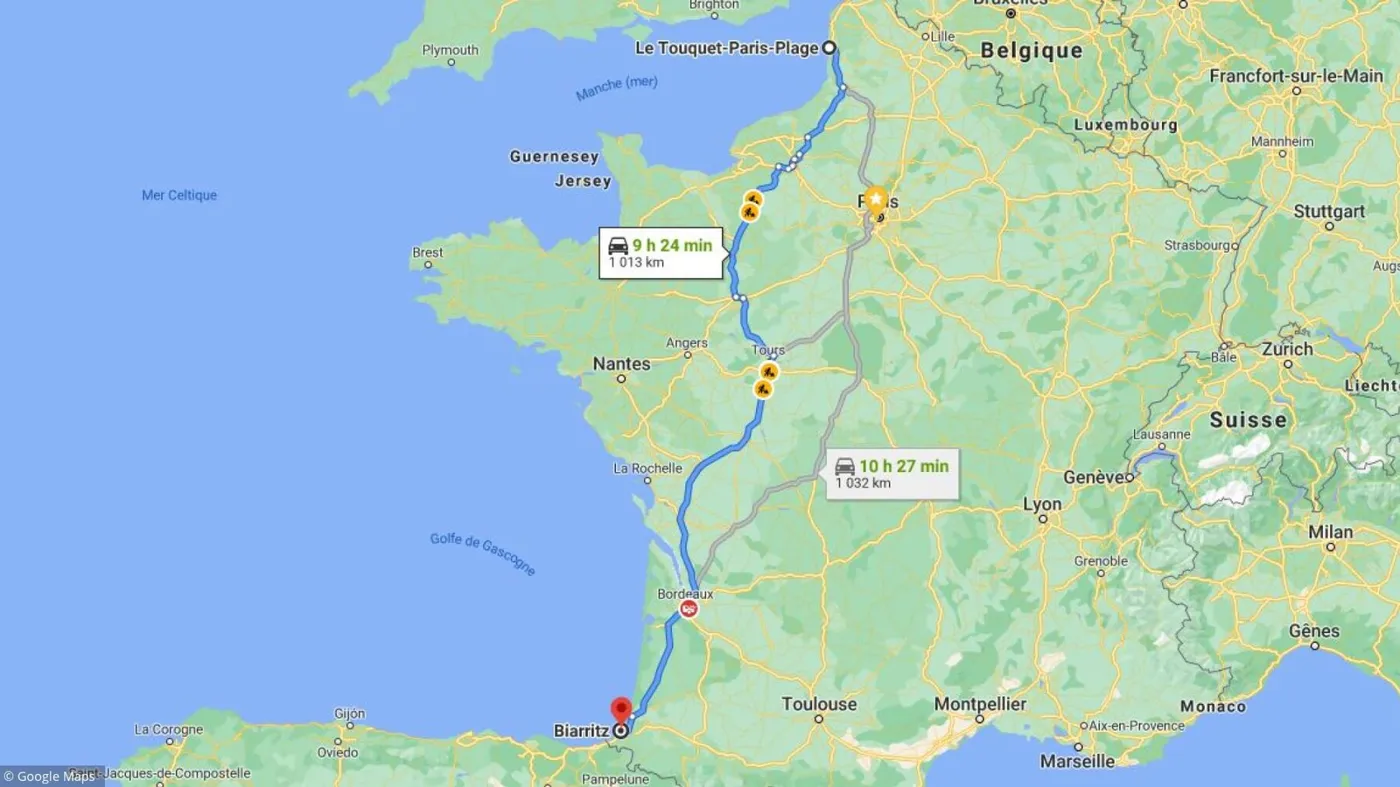 Brighton
Bruxelles
Plymouth
Le Touquet-Paris-Plage
Lille
Belgique
Manche (mer)
Francfort-sur-le-Main
Luxembourg
Mannheim
Guernesey
Jersey
Mer Celtique
Paris
Stuttgart
Strasbourg
Brest
9 h 24 min
1 013 km
Augs
Angers
Tours
Nantes
Bâle
Zurich
Liecht
Suisse
Lausanne
La Rochelle
10 h 27 min
1 032 km
Genève
Lyon
Milan
Golfe de Gascogne
Grenoble
Bordeaux
Gênes
Toulouse
Montpellier
Monaco
Gijón
La Corogne
Biarritz
Aix-en-Provence
Oviedo
Marseille
© Google Maps
Saint-Jacques-de-Compostelle
Pampelune